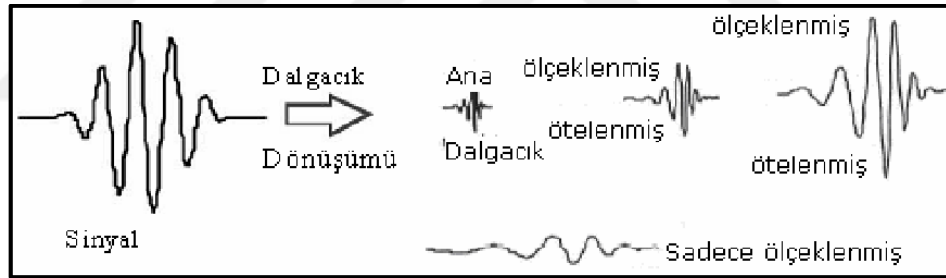 Sinyal
Dalgacık
Dönüşümü
Ana
Dalgacık
ölçeklenmiş
ötelenmiş
ölçeklenmiş
ötelenmiş
Sadece ölçeklenmiş